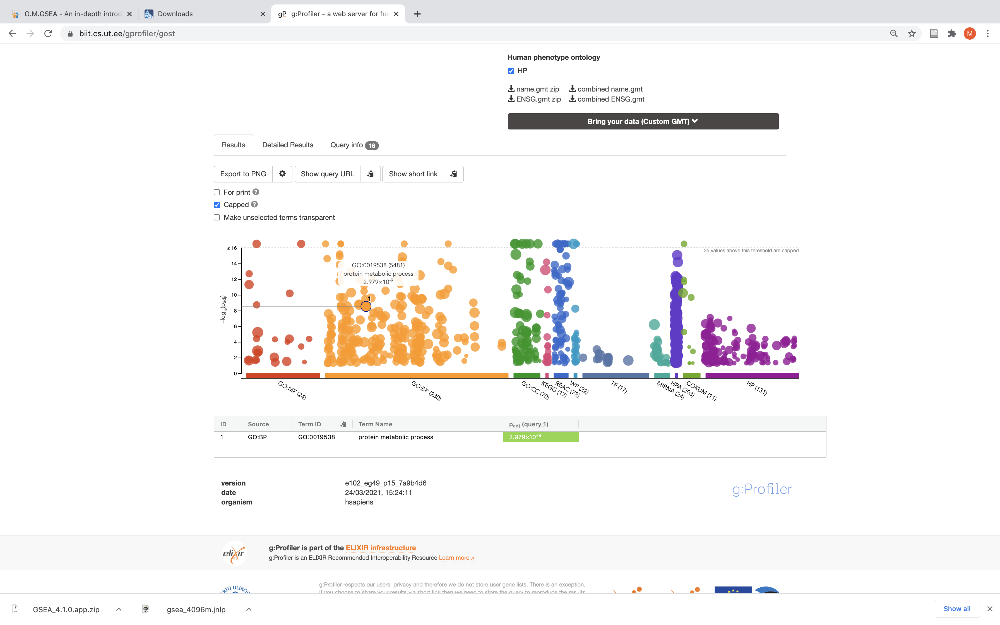 O.M.GSEA - An in-depth introd
Downloads
gP g:Profiler – a web server for fur
biit.cs.ut.ee/gprofiler/gost
M
Human phenotype ontology
HP
name.gmt zip combined name.gmt
ENSG.gmt zip combined ENSG.gmt
Bring your data (Custom GMT)
Results Detailed Results Query info 16
Export to PNG Show query URL Show short link
For print ?
Capped ?
Make unselected terms transparent
≥ 16
35 values above this threshold are capped
14
12
10
8
6
4
2
0
−log₁₀(p_adj)
GO:0019538 (5481)
protein metabolic process
2.979×10⁻⁹
1
GO:MF (24)
GO:BP (230)
GO:CC (70)
KEGG (17)
REAC (78)
WP (22)
TF (17)
MIRNA (24)
HPA (203)
CORUM (11)
HP (131)
ID Source Term ID Term Name p_adj (query_1)
1 GO:BP GO:0019538 protein metabolic process 2.979×10⁻⁹
version e102_eg49_p15_7a9b4d6
date 24/03/2021, 15:24:11
organism hsapiens
g:Profiler
elixir
g:Profiler is part of the ELIXIR infrastructure
g:Profiler is an ELIXIR Recommended Interoperability Resource Learn more >
g:Profiler respects our users' privacy and therefore we do not store user gene lists. There is an exception.
If you choose to share your results via short link then we need to store the query to reproduce the results
GSEA_4.1.0.app.zip
gsea_4096m.jnlp
Show all